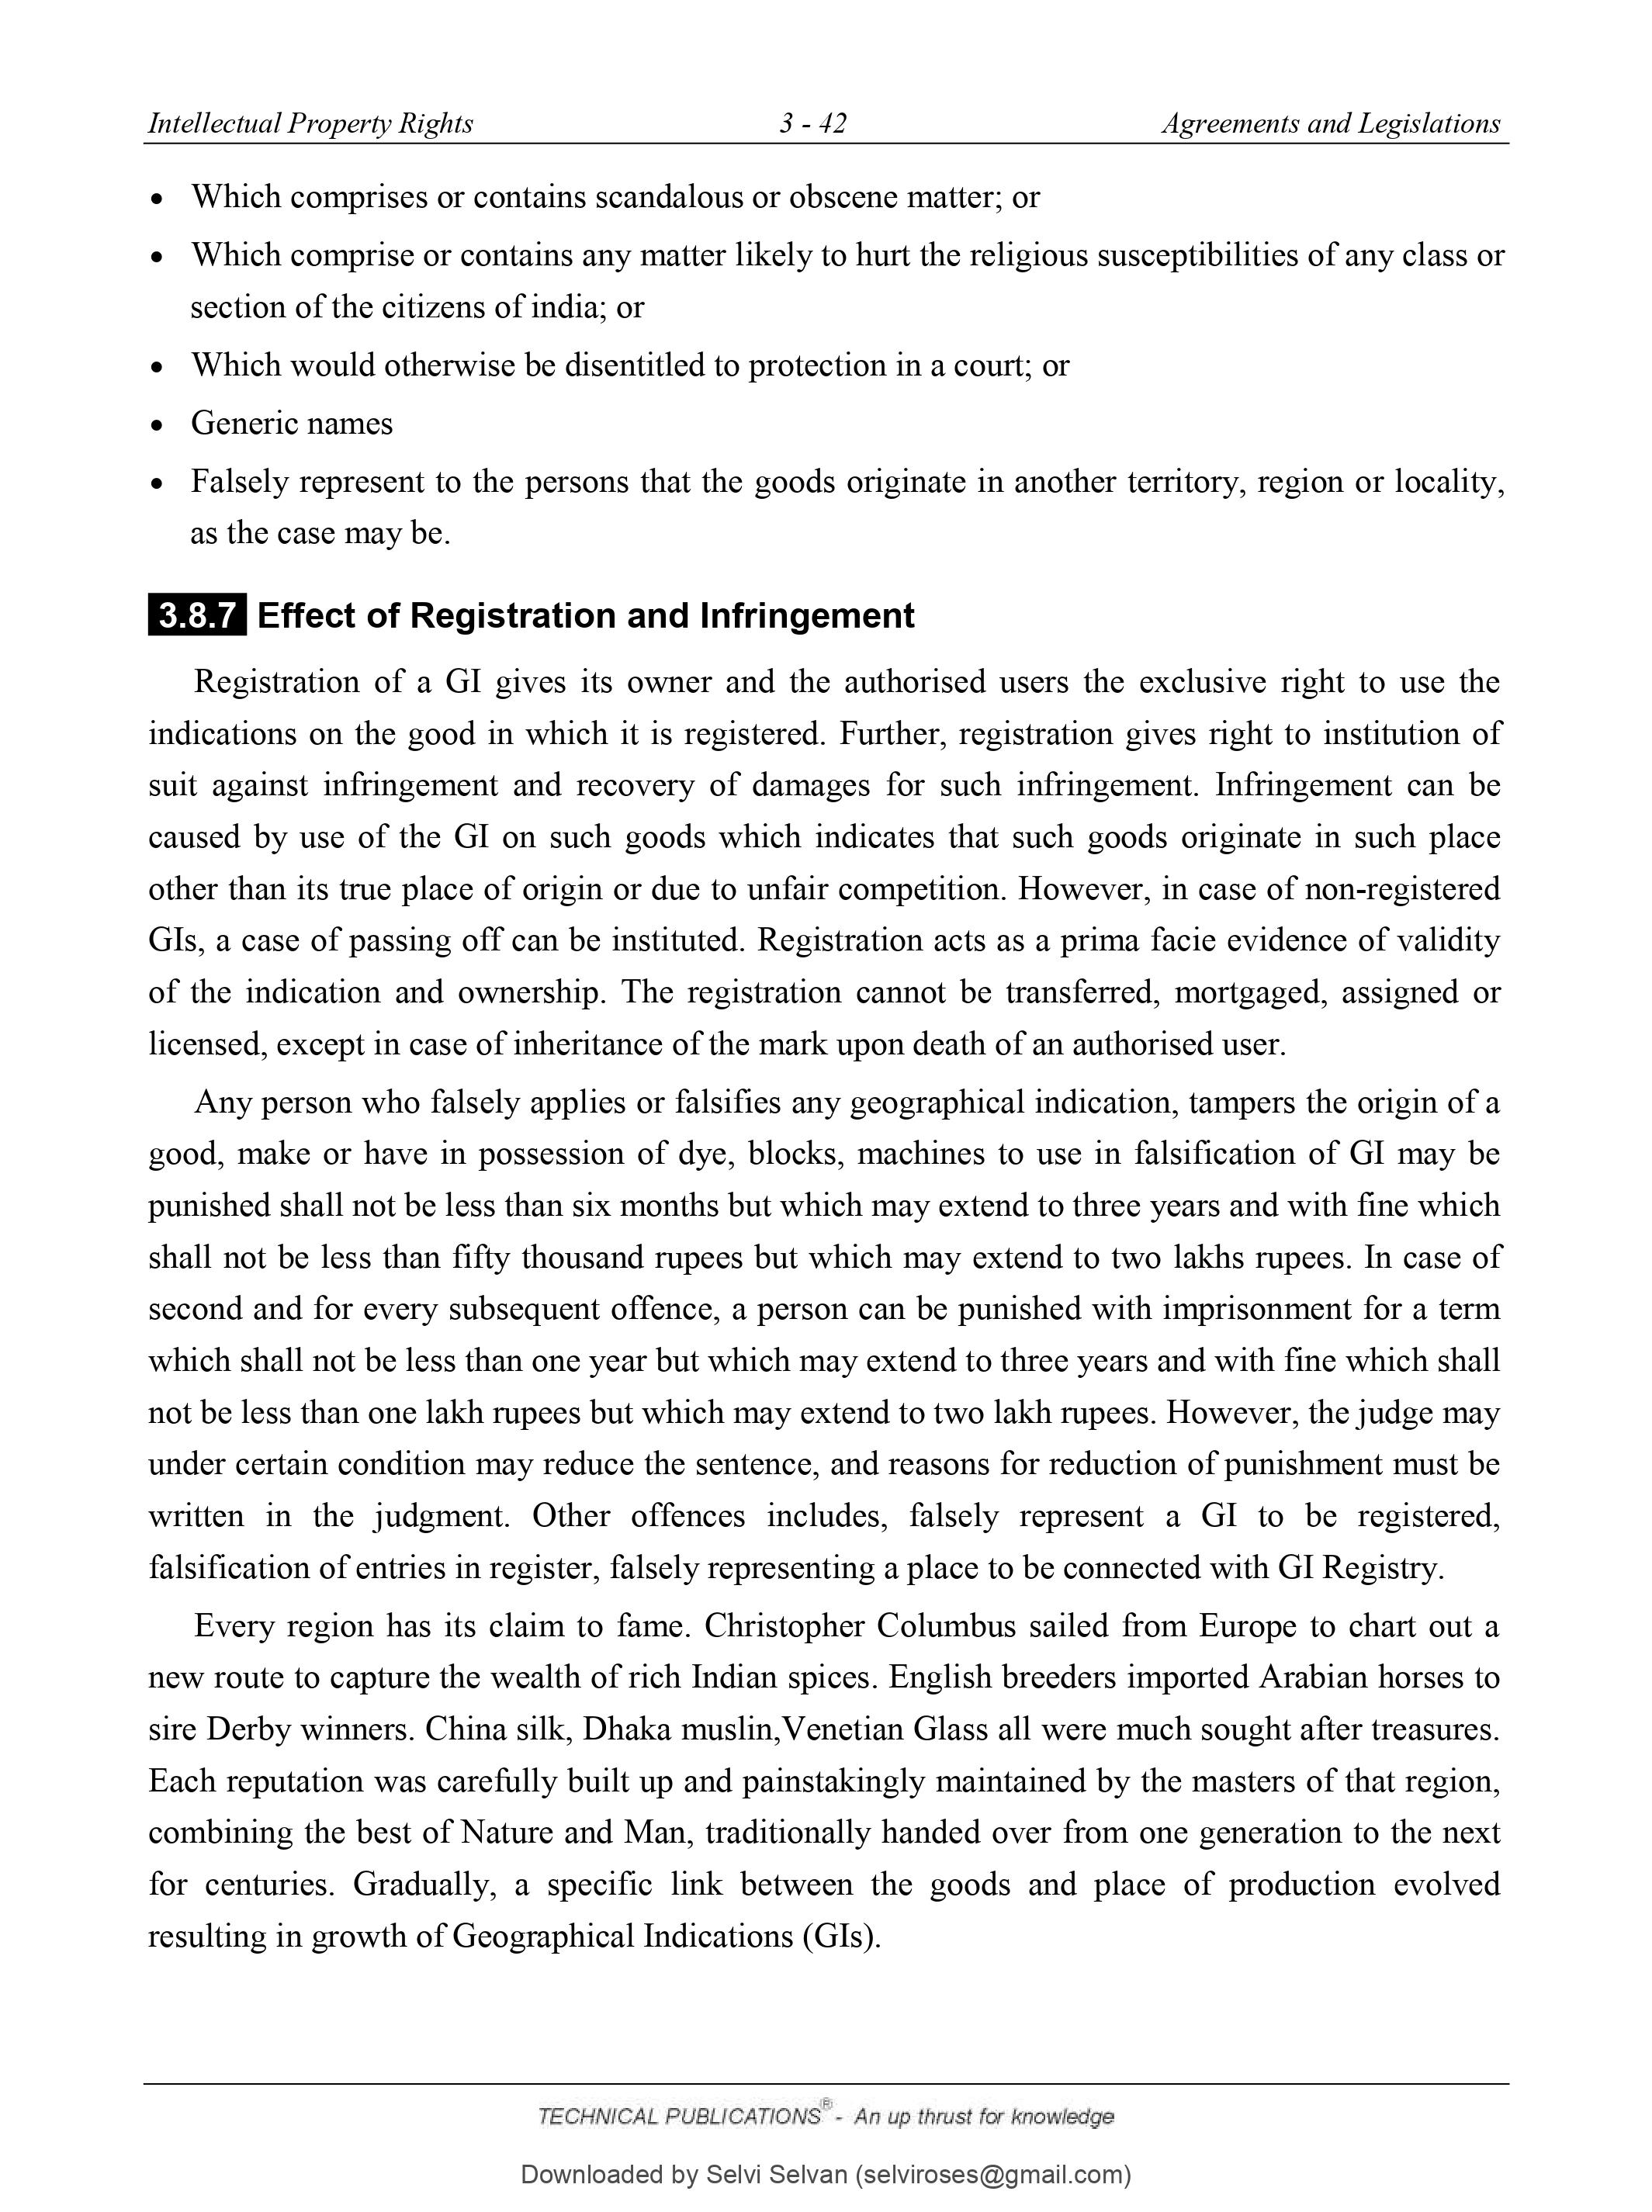 Intellectual Property Rights 3 - 42 Agreements and Legislations
• Which comprises or contains scandalous or obscene matter; or
• Which comprise or contains any matter likely to hurt the religious susceptibilities of any class or
section of the citizens of india; or
• Which would otherwise be disentitled to protection in a court; or
• Generic names
• Falsely represent to the persons that the goods originate in another territory, region or locality,
as the case may be.
3.8.7 Effect of Registration and Infringement
Registration of a GI gives its owner and the authorised users the exclusive right to use the
indications on the good in which it is registered. Further, registration gives right to institution of
suit against infringement and recovery of damages for such infringement. Infringement can be
caused by use of the GI on such goods which indicates that such goods originate in such place
other than its true place of origin or due to unfair competition. However, in case of non-registered
GIs, a case of passing off can be instituted. Registration acts as a prima facie evidence of validity
of the indication and ownership. The registration cannot be transferred, mortgaged, assigned or
licensed, except in case of inheritance of the mark upon death of an authorised user.
Any person who falsely applies or falsifies any geographical indication, tampers the origin of a
good, make or have in possession of dye, blocks, machines to use in falsification of GI may be
punished shall not be less than six months but which may extend to three years and with fine which
shall not be less than fifty thousand rupees but which may extend to two lakhs rupees. In case of
second and for every subsequent offence, a person can be punished with imprisonment for a term
which shall not be less than one year but which may extend to three years and with fine which shall
not be less than one lakh rupees but which may extend to two lakh rupees. However, the judge may
under certain condition may reduce the sentence, and reasons for reduction of punishment must be
written in the judgment. Other offences includes, falsely represent a GI to be registered,
falsification of entries in register, falsely representing a place to be connected with GI Registry.
Every region has its claim to fame. Christopher Columbus sailed from Europe to chart out a
new route to capture the wealth of rich Indian spices. English breeders imported Arabian horses to
sire Derby winners. China silk, Dhaka muslin,Venetian Glass all were much sought after treasures.
Each reputation was carefully built up and painstakingly maintained by the masters of that region,
combining the best of Nature and Man, traditionally handed over from one generation to the next
for centuries. Gradually, a specific link between the goods and place of production evolved
resulting in growth of Geographical Indications (GIs).
TECHNICAL PUBLICATIONS® - An up thrust for knowledge
Downloaded by Selvi Selvan (selviroses@gmail.com)